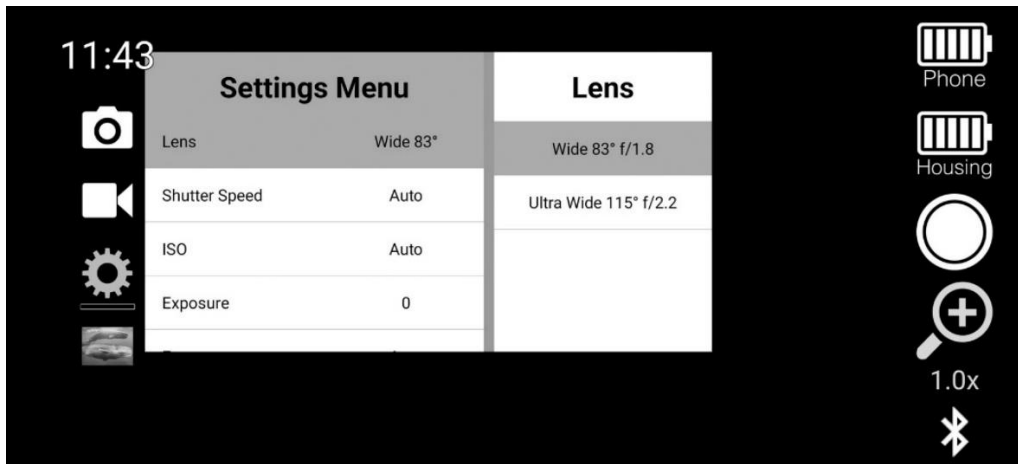 11:43
Settings Menu
Lens Wide 83°
Shutter Speed Auto
ISO Auto
Exposure 0
Lens
Wide 83° f/1.8
Ultra Wide 115° f/2.2
Phone
Housing
1.0x